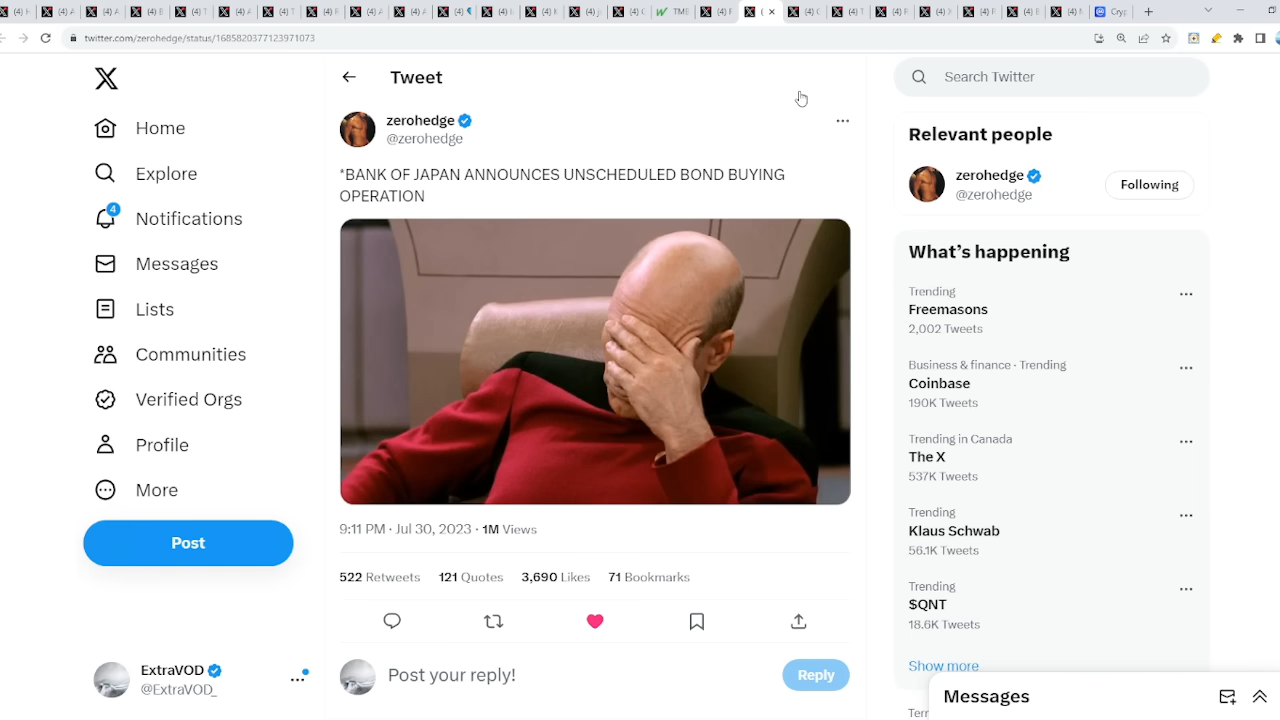 twitter.com/zerohedge/status/1685820377123971073
Home
Explore
4
Notifications
Messages
Lists
Communities
Verified Orgs
Profile
More
Post
ExtraVOD
@ExtraVOD_
Tweet
zerohedge
@zerohedge
*BANK OF JAPAN ANNOUNCES UNSCHEDULED BOND BUYING
OPERATION
9:11 PM · Jul 30, 2023 · 1M Views
522 Retweets 121 Quotes 3,690 Likes 71 Bookmarks
Post your reply!
Reply
Search Twitter
Relevant people
zerohedge
@zerohedge
Following
What's happening
Trending
Freemasons
2,002 Tweets
Business & finance · Trending
Coinbase
190K Tweets
Trending in Canada
The X
537K Tweets
Trending
Klaus Schwab
56.1K Tweets
Trending
$QNT
18.6K Tweets
Show more
Messages